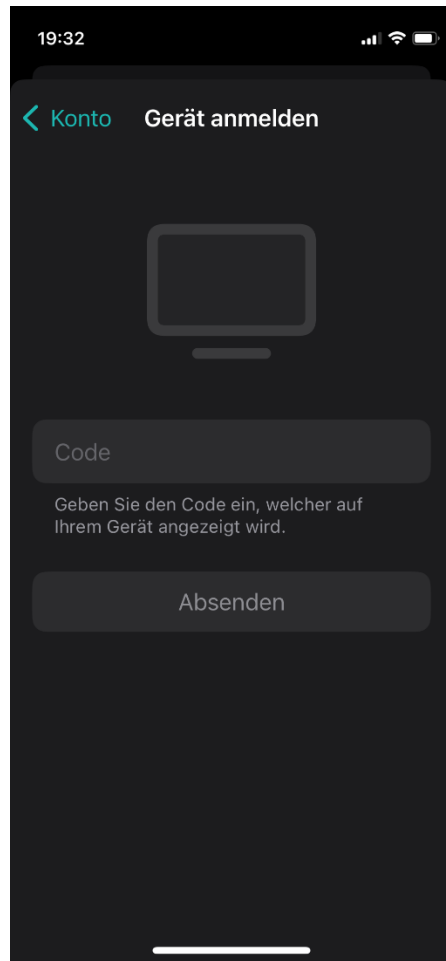 19:32
Konto
Gerät anmelden
Code
Geben Sie den Code ein, welcher auf
Ihrem Gerät angezeigt wird.
Absenden